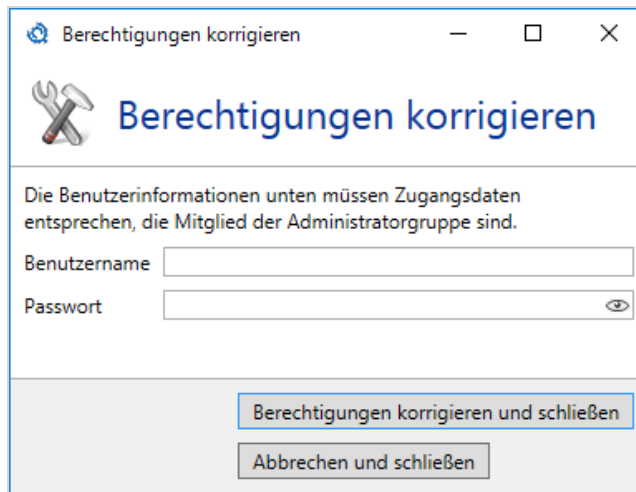 Berechtigungen korrigieren
Berechtigungen korrigieren
Die Benutzerinformationen unten müssen Zugangsdaten
entsprechen, die Mitglied der Administratorgruppe sind.
Benutzername
Passwort
Berechtigungen korrigieren und schließen
Abbrechen und schließen